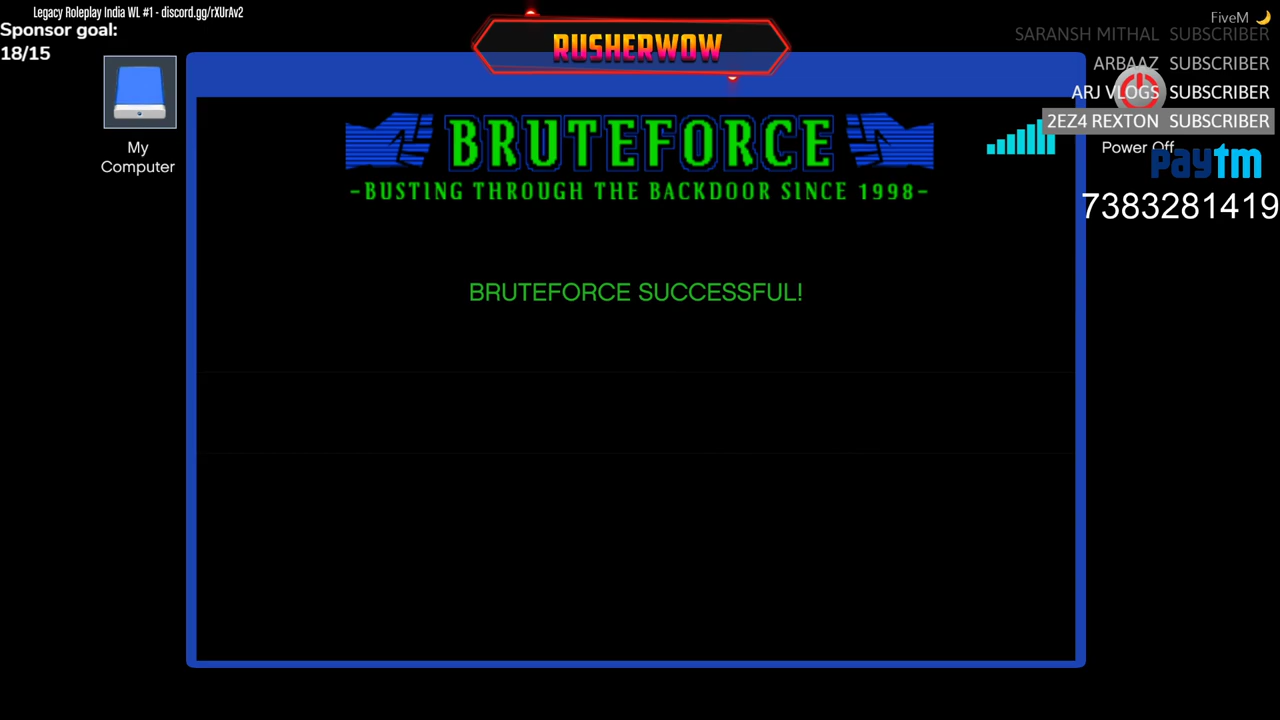 Legacy Roleplay India WL #1 - discord.gg/rXUrAv2
Sponsor goal:
18/15
My
Computer
RUSHERWOW
BRUTEFORCE
-BUSTING THROUGH THE BACKDOOR SINCE 1998-
BRUTEFORCE SUCCESSFUL!
FiveM
SARANSH MITHAL SUBSCRIBER
ARBAAZ SUBSCRIBER
ARJ VLOGS SUBSCRIBER
2EZ4 REXTON SUBSCRIBER
Power Off
paytm
7383281419